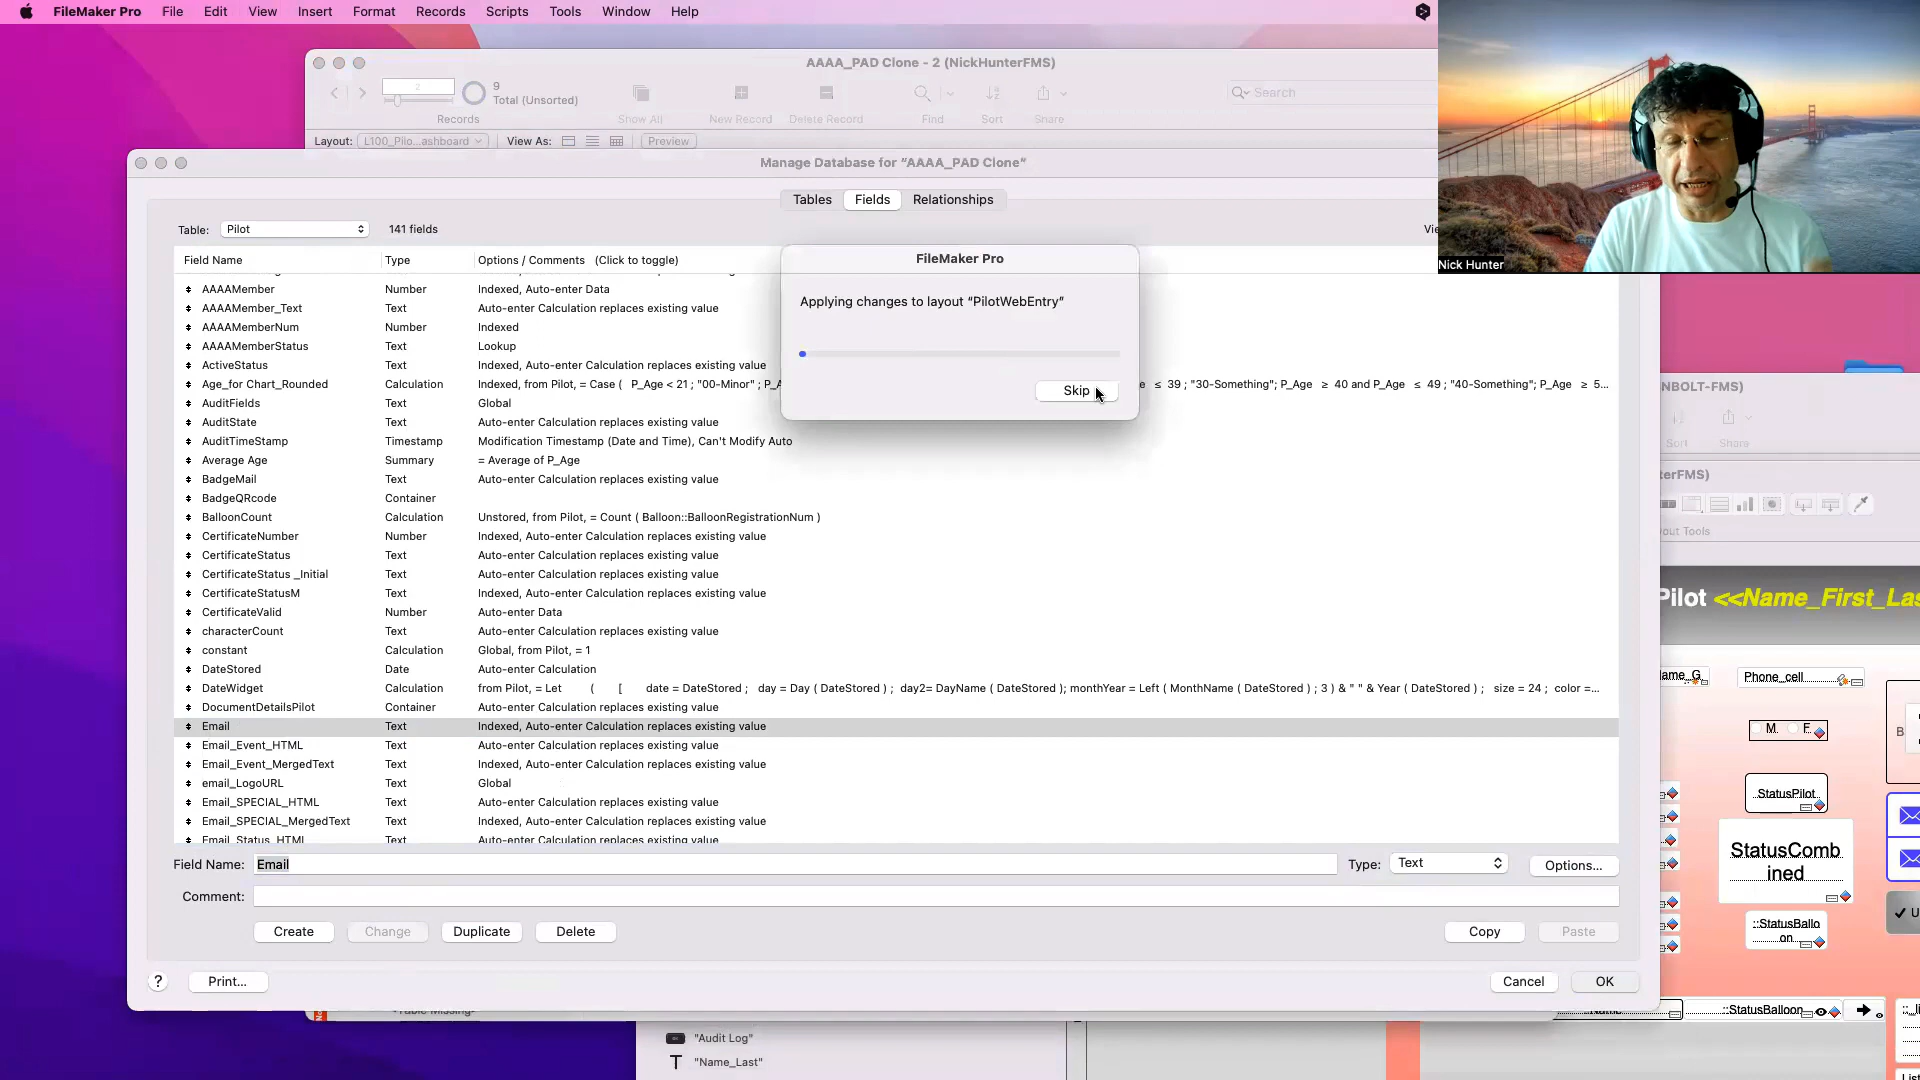 FileMaker Pro File Edit View Insert Format Records Scripts Tools Window Help
AAAA_PAD Clone - 2 (NickHunterFMS)
2
9
Total (Unsorted)
Records
Show All
New Record
Delete Record
Find
Sort
Share
Search
Layout: L100_Pilo...ashboard View As: Preview
Nick Hunter
Manage Database for “AAAA_PAD Clone”
Tables Fields Relationships
Table: Pilot 141 fields
Field Name Type Options / Comments (Click to toggle)
AAAAMember Number Indexed, Auto-enter Data
AAAAMember_Text Text Auto-enter Calculation replaces existing value
AAAAMemberNum Number Indexed
AAAAMemberStatus Text Lookup
ActiveStatus Text Indexed, Auto-enter Calculation replaces existing value
Age_for Chart_Rounded Calculation Indexed, from Pilot, = Case ( P_Age < 21 ; "00-Minor" ; ≤ 39 ; "30-Something"; P_Age ≥ 40 and P_Age ≤ 49 ; "40-Something"; P_Age ≥ 5...
AuditFields Text Global
AuditState Text Auto-enter Calculation replaces existing value
AuditTimeStamp Timestamp Modification Timestamp (Date and Time), Can't Modify Auto
Average Age Summary = Average of P_Age
BadgeMail Text Auto-enter Calculation replaces existing value
BadgeQRcode Container
BalloonCount Calculation Unstored, from Pilot, = Count ( Balloon::BalloonRegistrationNum )
CertificateNumber Number Indexed, Auto-enter Calculation replaces existing value
CertificateStatus Text Auto-enter Calculation replaces existing value
CertificateStatus _Initial Text Auto-enter Calculation replaces existing value
CertificateStatusM Text Indexed, Auto-enter Calculation replaces existing value
CertificateValid Number Auto-enter Data
characterCount Text Auto-enter Calculation replaces existing value
constant Calculation Global, from Pilot, = 1
DateStored Date Auto-enter Calculation
DateWidget Calculation from Pilot, = Let ( [ date = DateStored ; day = Day ( DateStored ) ; day2= DayName ( DateStored ); monthYear = Left ( MonthName ( DateStored ) ; 3 ) & " " & Year ( DateStored ) ; size = 24 ; color =...
DocumentDetailsPilot Container Auto-enter Calculation replaces existing value
Email Text Indexed, Auto-enter Calculation replaces existing value
Email_Event_HTML Text Auto-enter Calculation replaces existing value
Email_Event_MergedText Text Indexed, Auto-enter Calculation replaces existing value
email_LogoURL Text Global
Email_SPECIAL_HTML Text Auto-enter Calculation replaces existing value
Email_SPECIAL_MergedText Text Indexed, Auto-enter Calculation replaces existing value
Email_Status_HTML Text Auto-enter Calculation replaces existing value
FileMaker Pro
Applying changes to layout “PilotWebEntry”
Skip
Field Name: Email Type: Text Options...
Comment:
Create Change Duplicate Delete Copy Paste
? Print... Cancel OK
NBOLT-FMS)
Sort Share
terFMS)
out Tools
Pilot <<Name_First_Las
ame_G
Phone_cell
M F
B
StatusPilot
StatusComb
ined
::StatusBallo
on
✓ U
::StatusBalloon
<Table Missing>
"Audit Log"
T "Name_Last"